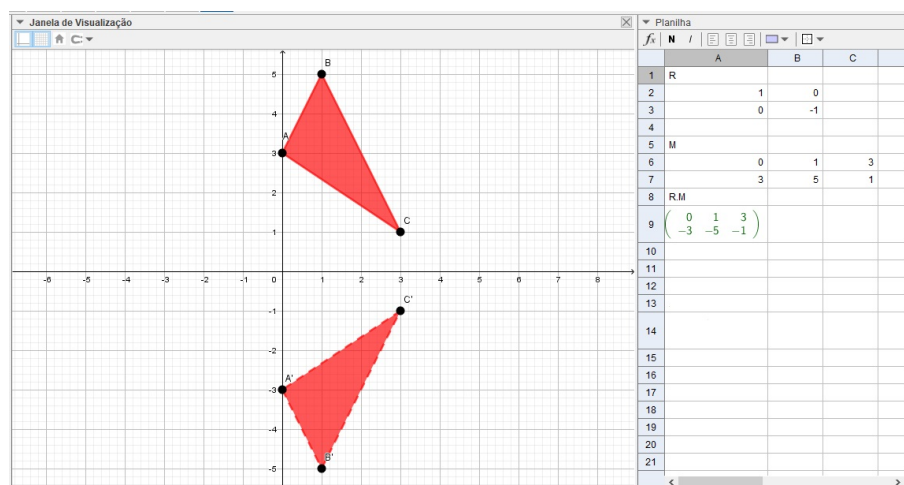 Janela de Visualização
Planilha
fx N I
A B C
1 R
2 1 0
3 0 -1
4
5 M
6 0 1 3
7 3 5 1
8 R.M
9 ( 0 1 3
−3 −5 −1 )
10
11
12
13
14
15
16
17
18
19
20
21
B
5
4
A
3
2
C
1
-6 -5 -4 -3 -2 -1 0 1 2 3 4 5 6 7 8
C'
-1
-2
A'
-3
-4
B'
-5